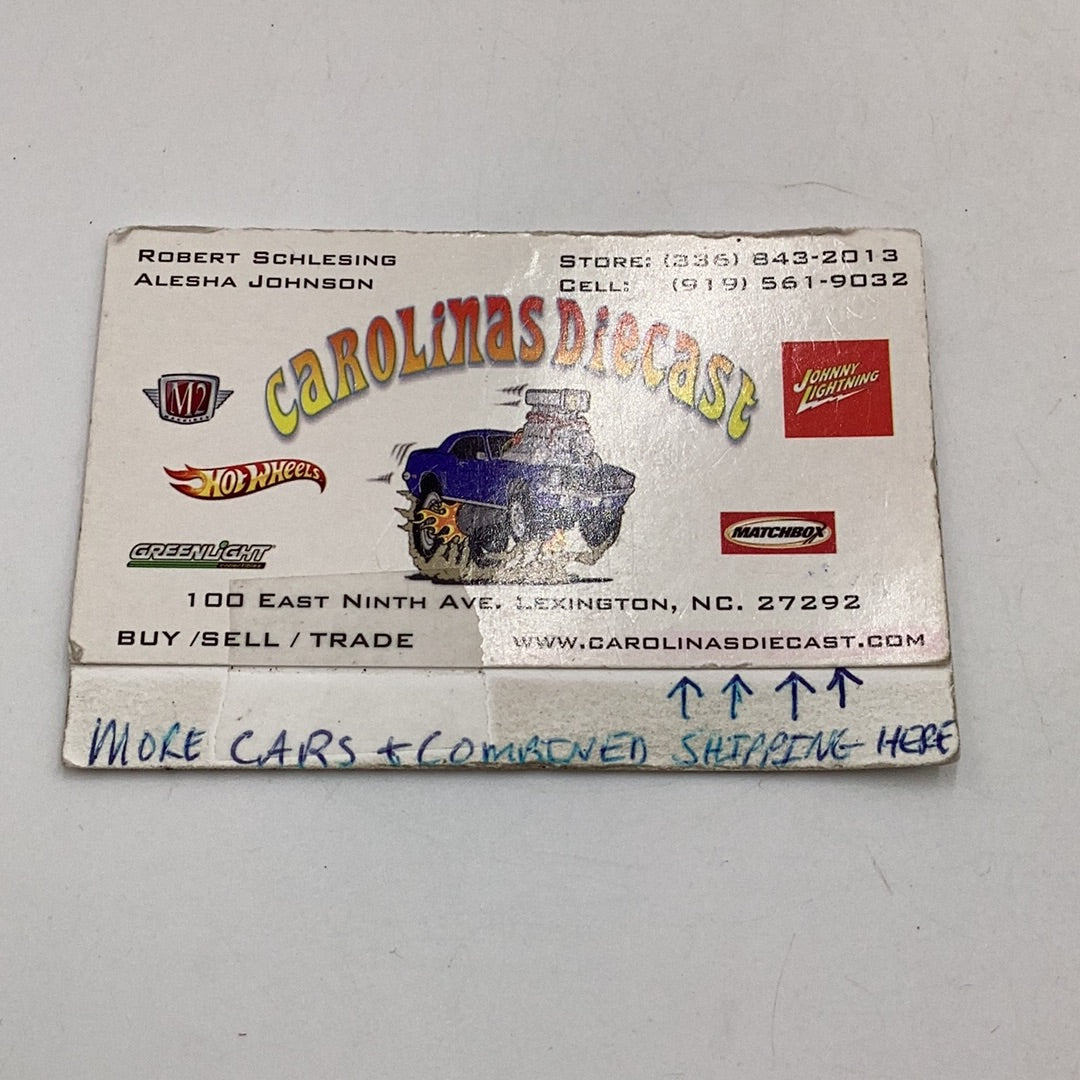 ROBERT SCHLESING
ALESHA JOHNSON
STORE: (336) 843-2013
CELL: (919) 561-9032
CAROLINAS DIECAST
M2
JOHNNY LIGHTNING
HOT WHEELS
MATCHBOX
GREENLIGHT
100 EAST NINTH AVE. LEXINGTON, NC. 27292
BUY /SELL / TRADE
WWW.CAROLINASDIECAST.COM
↑ ↑ ↑ ↑
MORE CARS + COMBINED SHIPPING HERE